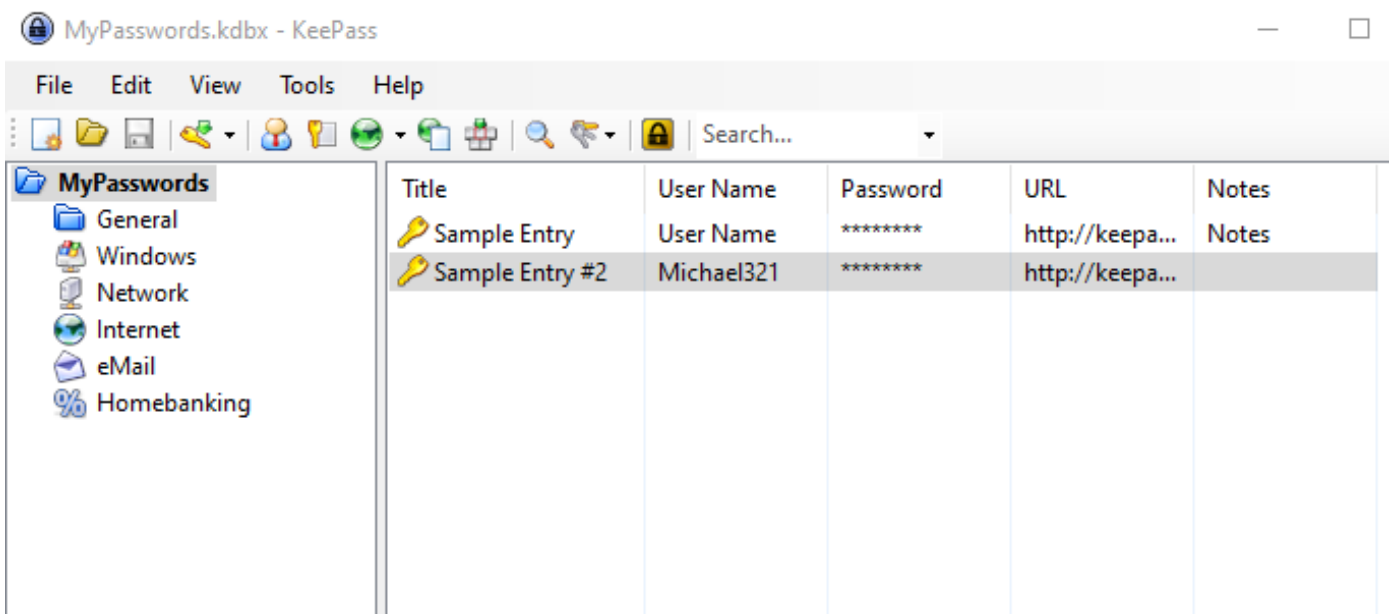 MyPasswords.kdbx - KeePass
File Edit View Tools Help
Search...
MyPasswords
General
Windows
Network
Internet
eMail
Homebanking
Title User Name Password URL Notes
Sample Entry User Name ******** http://keepa... Notes
Sample Entry #2 Michael321 ******** http://keepa...